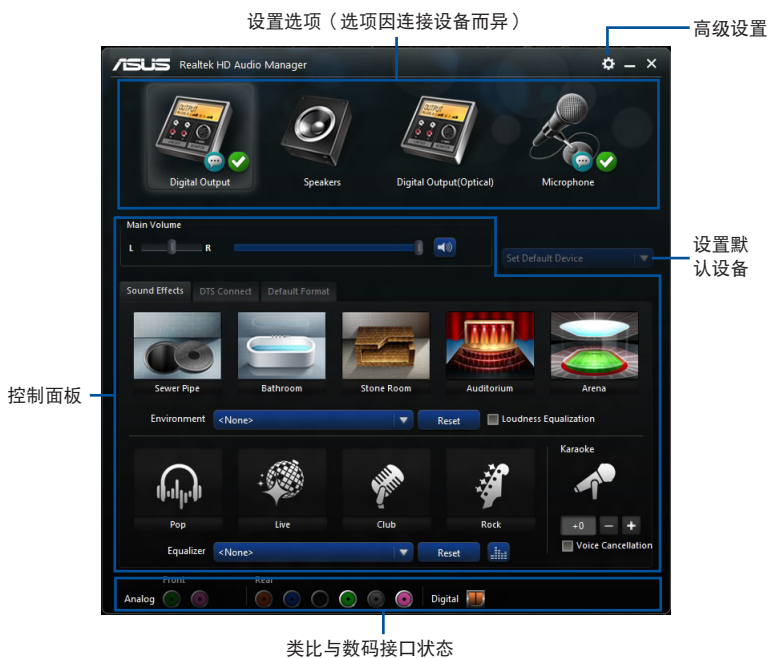 设置选项（选项因连接设备而异）
高级设置
ASUS Realtek HD Audio Manager
Digital Output
Speakers
Digital Output(Optical)
Microphone
Main Volume
L R
Set Default Device
设置默
认设备
Sound Effects DTS Connect Default Format
Sewer Pipe
Bathroom
Stone Room
Auditorium
Arena
控制面板
Environment <None> Reset Loudness Equalization
Karaoke
Pop
Live
Club
Rock
+0
Equalizer <None> Reset Voice Cancellation
Front Rear
Analog Digital
类比与数码接口状态